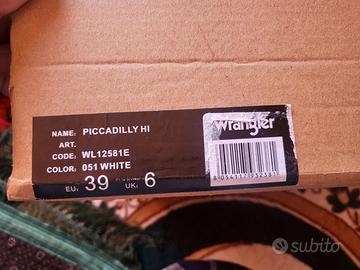 NAME: PICCADILLY HI
ART.
CODE: WL12581E
COLOR: 051 WHITE
EU: 39 UK: 6
Wrangler
subito